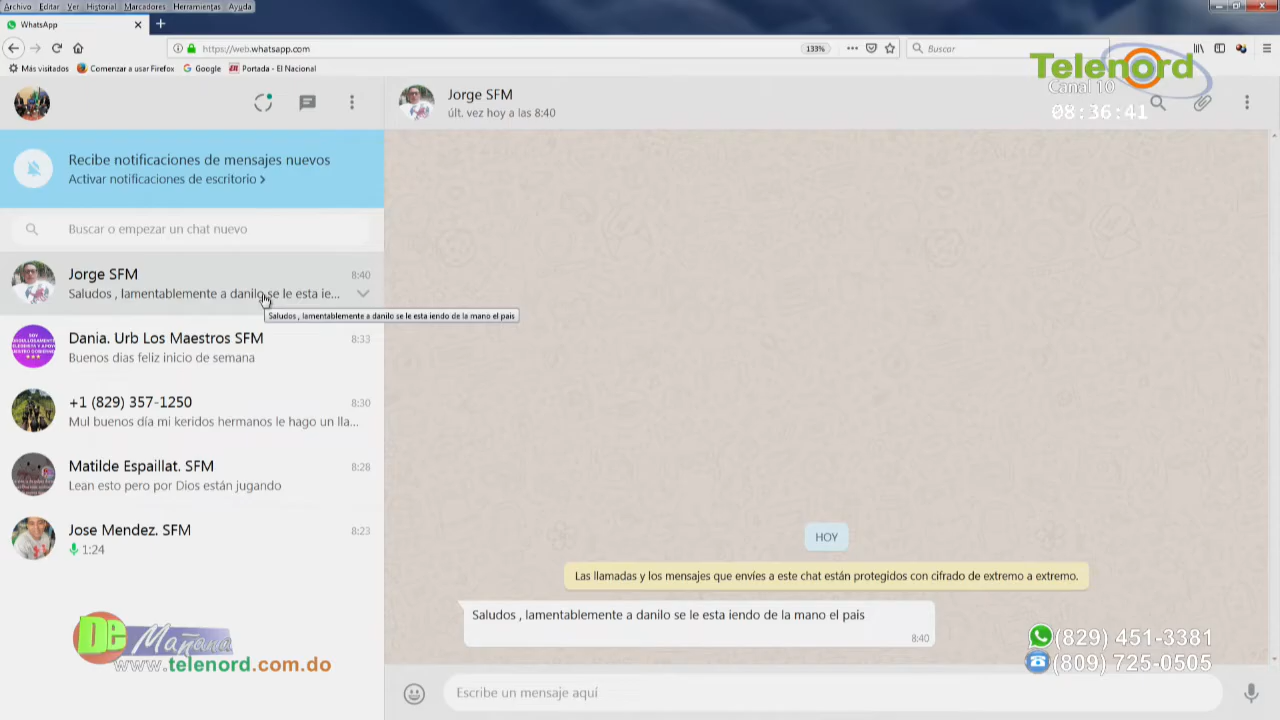 Archivo Editar Ver Historial Marcadores Herramientas Ayuda
WhatsApp
https://web.whatsapp.com
133%
Buscar
Más visitados
Comenzar a usar Firefox
Google
Portada - El Nacional
Telenord
Canal 10
08:36:41
Jorge SFM
últ. vez hoy a las 8:40
Recibe notificaciones de mensajes nuevos
Activar notificaciones de escritorio >
Buscar o empezar un chat nuevo
Jorge SFM
8:40
Saludos , lamentablemente a danilo se le esta ie...
Saludos , lamentablemente a danilo se le esta iendo de la mano el pais
Dania. Urb Los Maestros SFM
8:33
Buenos dias feliz inicio de semana
+1 (829) 357-1250
8:30
Mul buenos día mi keridos hermanos le hago un lla...
Matilde Espaillat. SFM
8:28
Lean esto pero por Dios están jugando
Jose Mendez. SFM
8:23
1:24
HOY
Las llamadas y los mensajes que envíes a este chat están protegidos con cifrado de extremo a extremo.
Saludos , lamentablemente a danilo se le esta iendo de la mano el pais
8:40
De Mañana
www.telenord.com.do
(829) 451-3381
(809) 725-0505
Escribe un mensaje aquí